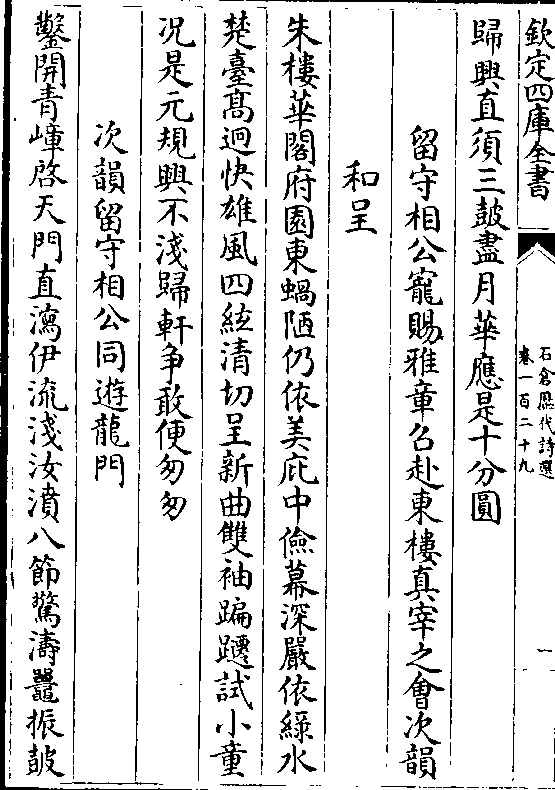 欽定四庫全書
石倉歷代詩選
卷一百二十九
一
歸興直須三鼓盡月華應是十分圓
留守相公寵賜雅章召赴東樓真宰之會次韻
和呈
朱樓華閣府園東蝸陋仍依美庇中儉幕深嚴依綠水
楚臺高迥快雄風四絃清切呈新曲雙袖蹁躚試小童
况是元規興不淺歸軒争敢便匆匆
次韻留守相公同遊龍門
鑿開青嶂啓天門直瀉伊流淺汝濆八節驚濤鼉振鼓